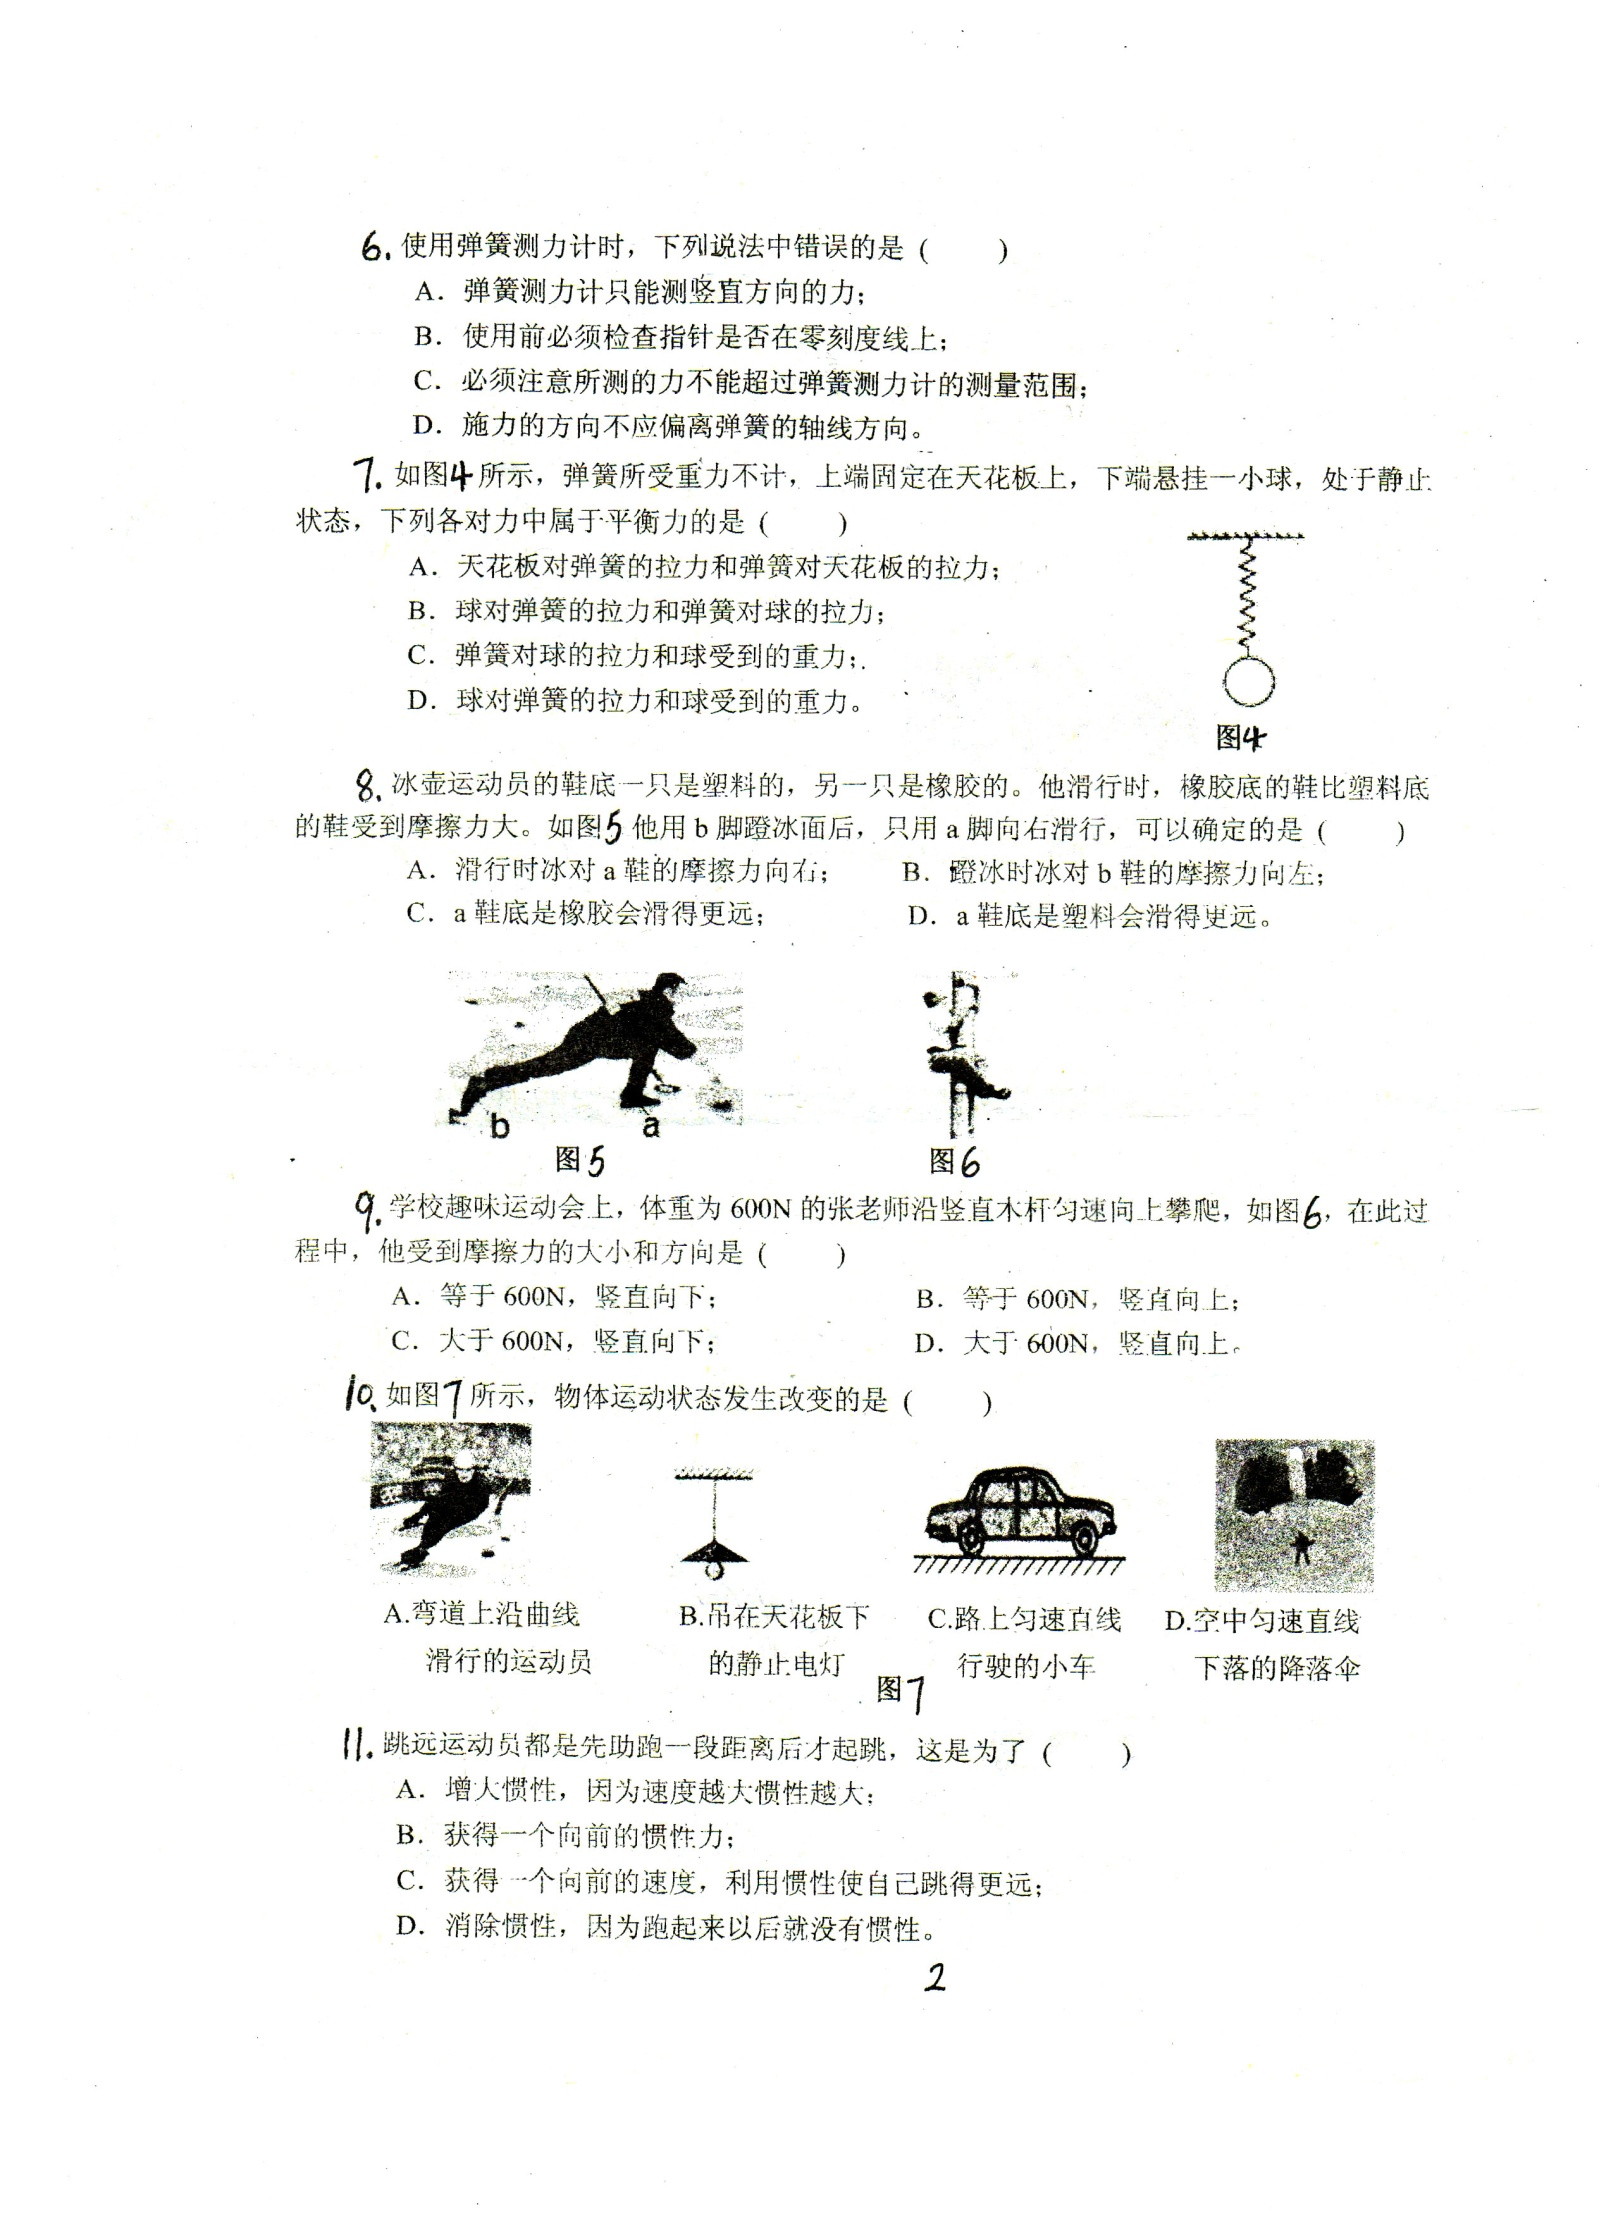 6. 使用弹簧测力计时，下列说法中错误的是（　　）
A．弹簧测力计只能测竖直方向的力；
B．使用前必须检查指针是否在零刻度线上；
C．必须注意所测的力不能超过弹簧测力计的测量范围；
D．施力的方向不应偏离弹簧的轴线方向。
7. 如图4所示，弹簧所受重力不计，上端固定在天花板上，下端悬挂一小球，处于静止
状态，下列各对力中属于平衡力的是（　　）
A．天花板对弹簧的拉力和弹簧对天花板的拉力；
B．球对弹簧的拉力和弹簧对球的拉力；
C．弹簧对球的拉力和球受到的重力；
D．球对弹簧的拉力和球受到的重力。
图4
8. 冰壶运动员的鞋底一只是塑料的，另一只是橡胶的。他滑行时，橡胶底的鞋比塑料底
的鞋受到摩擦力大。如图5他用b脚蹬冰面后，只用a脚向右滑行，可以确定的是（　　）
A．滑行时冰对a鞋的摩擦力向右；　　B．蹬冰时冰对b鞋的摩擦力向左；
C．a鞋底是橡胶会滑得更远；　　D．a鞋底是塑料会滑得更远。
b　a
图5　　图6
9. 学校趣味运动会上，体重为600N的张老师沿竖直木杆匀速向上攀爬，如图6，在此过
程中，他受到摩擦力的大小和方向是（　　）
A．等于600N，竖直向下；　　B．等于600N，竖直向上；
C．大于600N，竖直向下；　　D．大于600N，竖直向上。
10. 如图7所示，物体运动状态发生改变的是（　　）
A.弯道上沿曲线　　B.吊在天花板下　　C.路上匀速直线　　D.空中匀速直线
滑行的运动员　　的静止电灯　　行驶的小车　　下落的降落伞
图7
11. 跳远运动员都是先助跑一段距离后才起跳，这是为了（　　）
A．增大惯性，因为速度越大惯性越大；
B．获得一个向前的惯性力；
C．获得一个向前的速度，利用惯性使自己跳得更远；
D．消除惯性，因为跑起来以后就没有惯性。
2